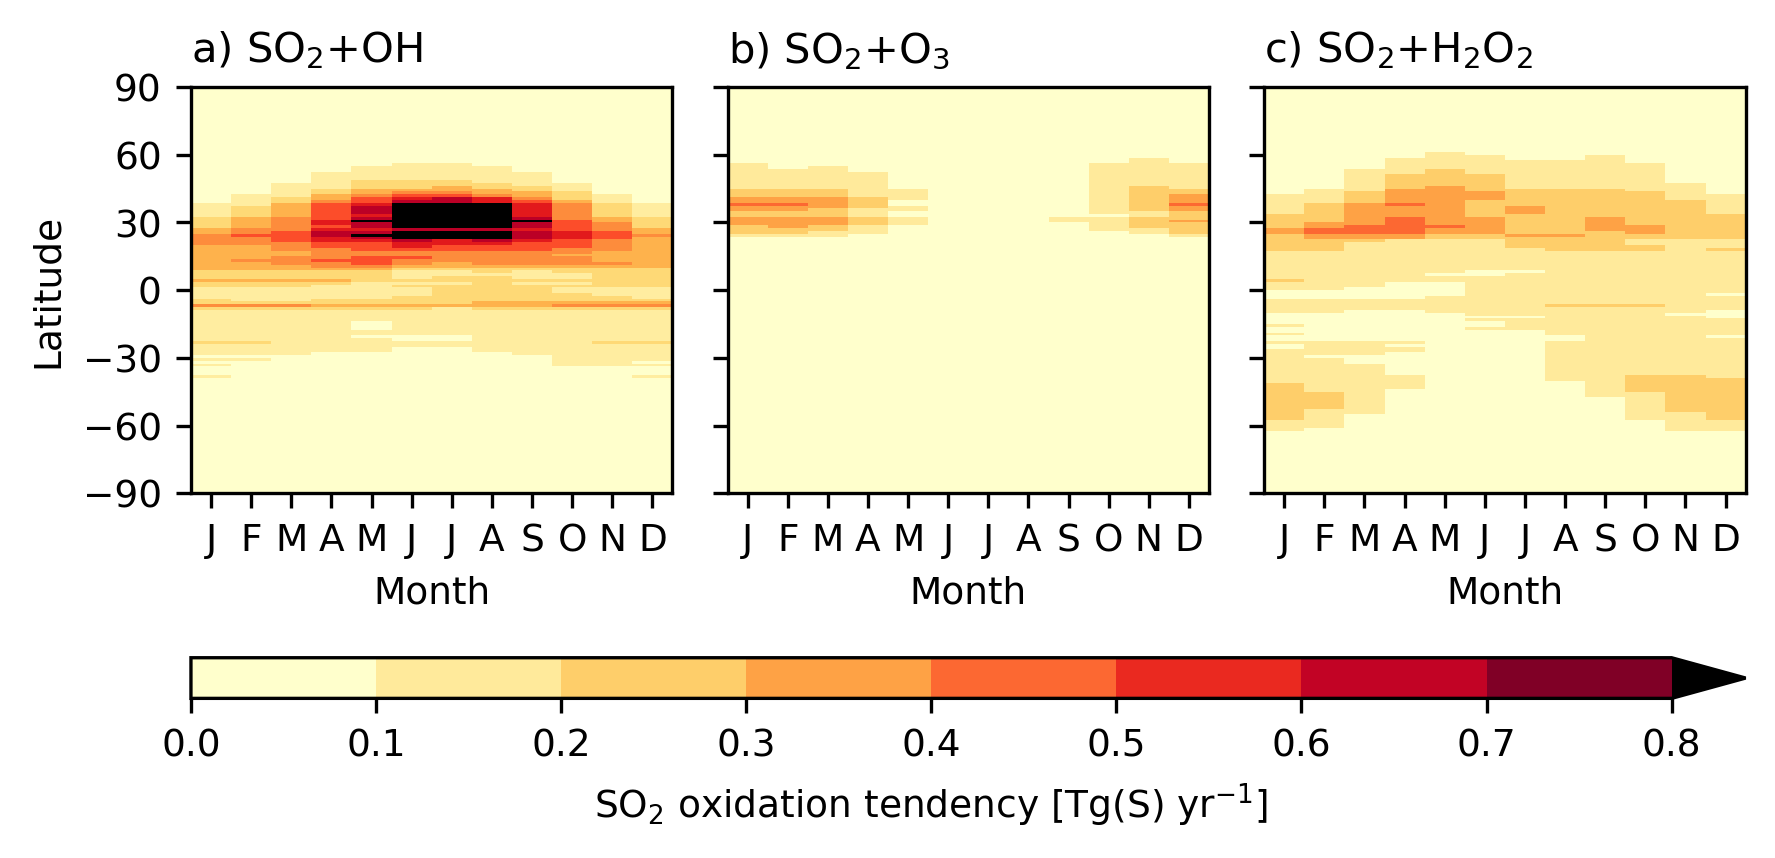 a) SO₂+OH
b) SO₂+O₃
c) SO₂+H₂O₂
90
60
30
0
−30
−60
−90
Latitude
J F M A M J J A S O N D
J F M A M J J A S O N D
J F M A M J J A S O N D
Month
Month
Month
0.0 0.1 0.2 0.3 0.4 0.5 0.6 0.7 0.8
SO₂ oxidation tendency [Tg(S) yr⁻¹]